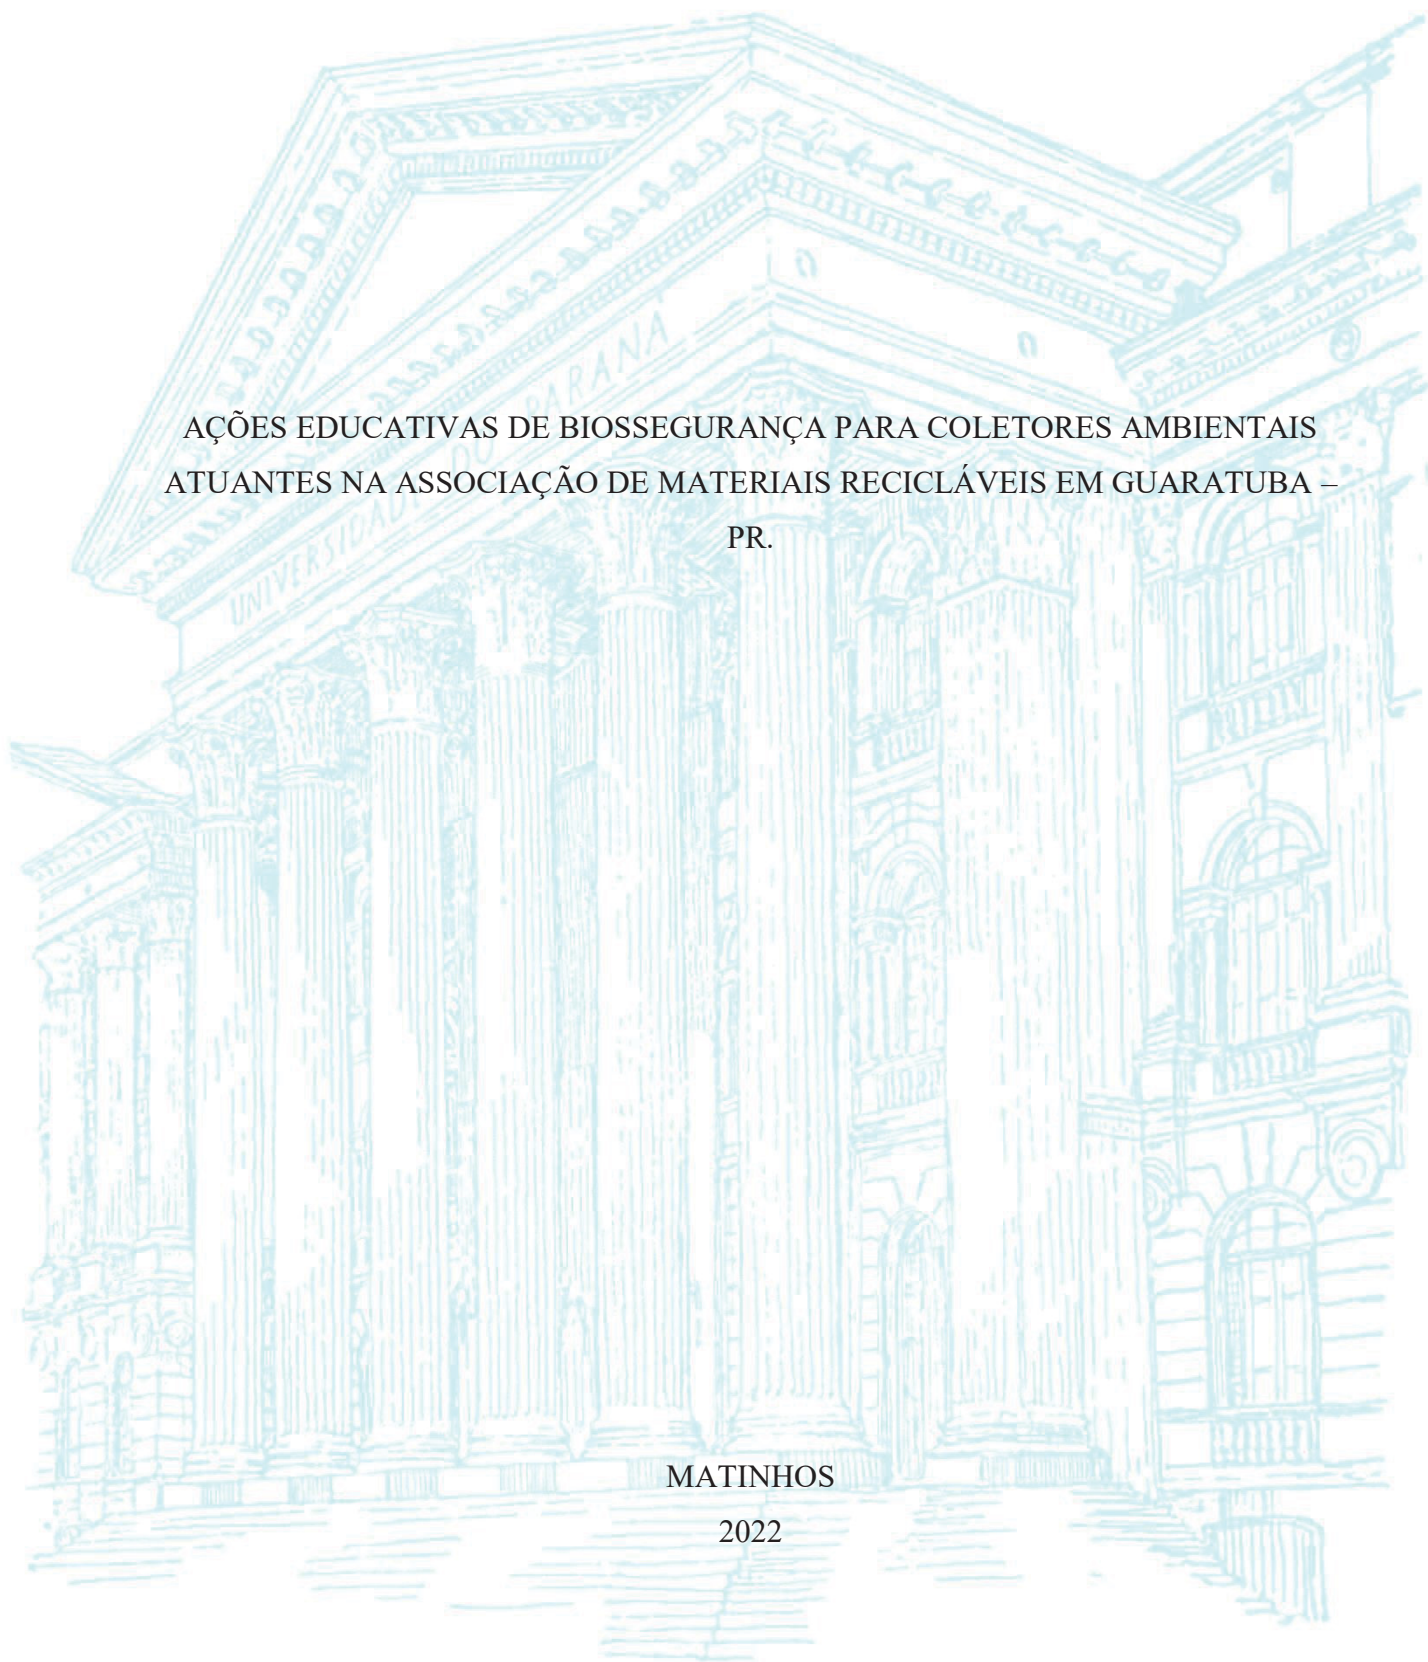 UNIVERSIDADE DO PARANÁ
AÇÕES EDUCATIVAS DE BIOSSEGURANÇA PARA COLETORES AMBIENTAIS
ATUANTES NA ASSOCIAÇÃO DE MATERIAIS RECICLÁVEIS EM GUARATUBA –
PR.
MATINHOS
2022